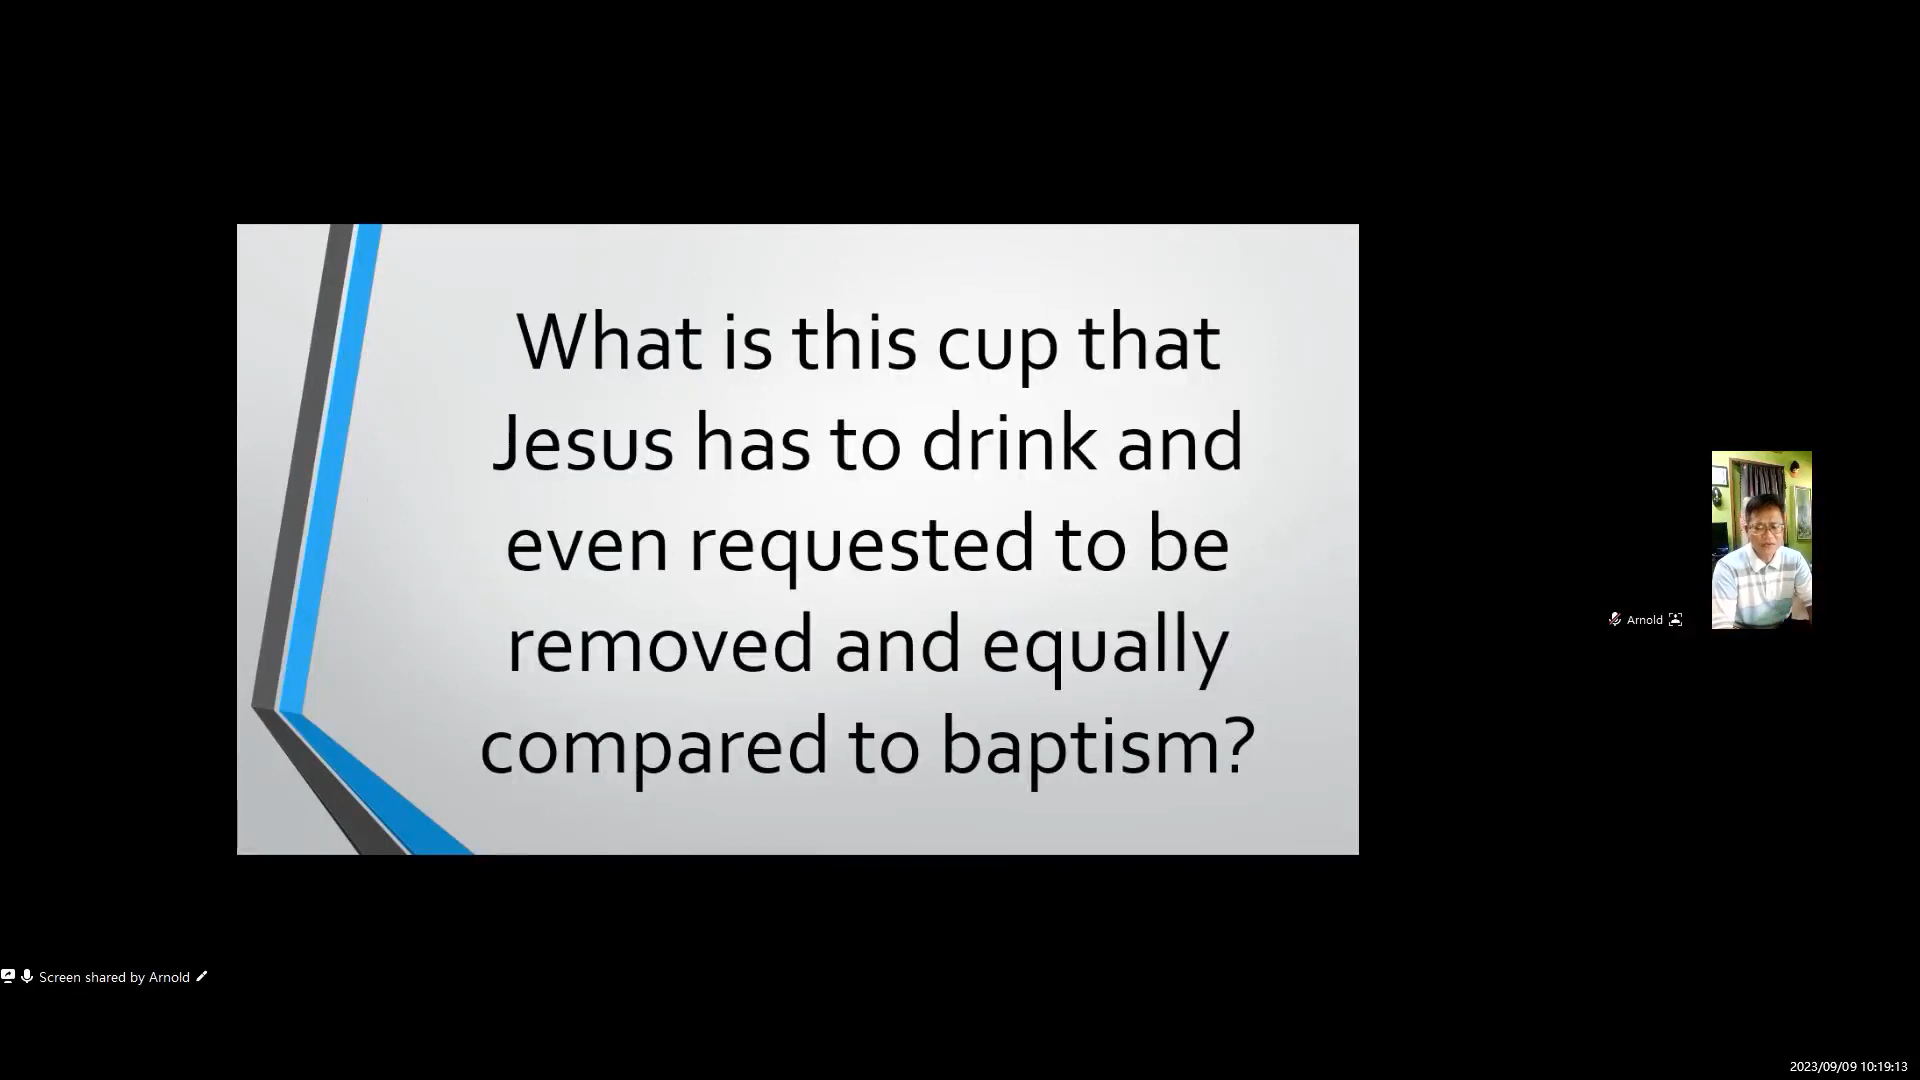 What is this cup that
Jesus has to drink and
even requested to be
removed and equally
compared to baptism?
Arnold
Screen shared by Arnold
2023/09/09 10:19:13